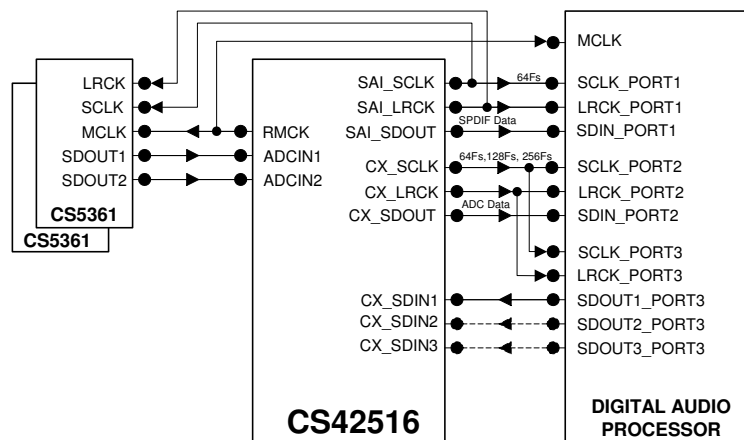 LRCK
SCLK
MCLK
SDOUT1
SDOUT2
CS5361
CS5361
RMCK
ADCIN1
ADCIN2
SAI_SCLK
SAI_LRCK
SAI_SDOUT
CX_SCLK
CX_LRCK
CX_SDOUT
CX_SDIN1
CX_SDIN2
CX_SDIN3
CS42516
64Fs
SPDIF Data
64Fs,128Fs, 256Fs
ADC Data
MCLK
SCLK_PORT1
LRCK_PORT1
SDIN_PORT1
SCLK_PORT2
LRCK_PORT2
SDIN_PORT2
SCLK_PORT3
LRCK_PORT3
SDOUT1_PORT3
SDOUT2_PORT3
SDOUT3_PORT3
DIGITAL AUDIO
PROCESSOR